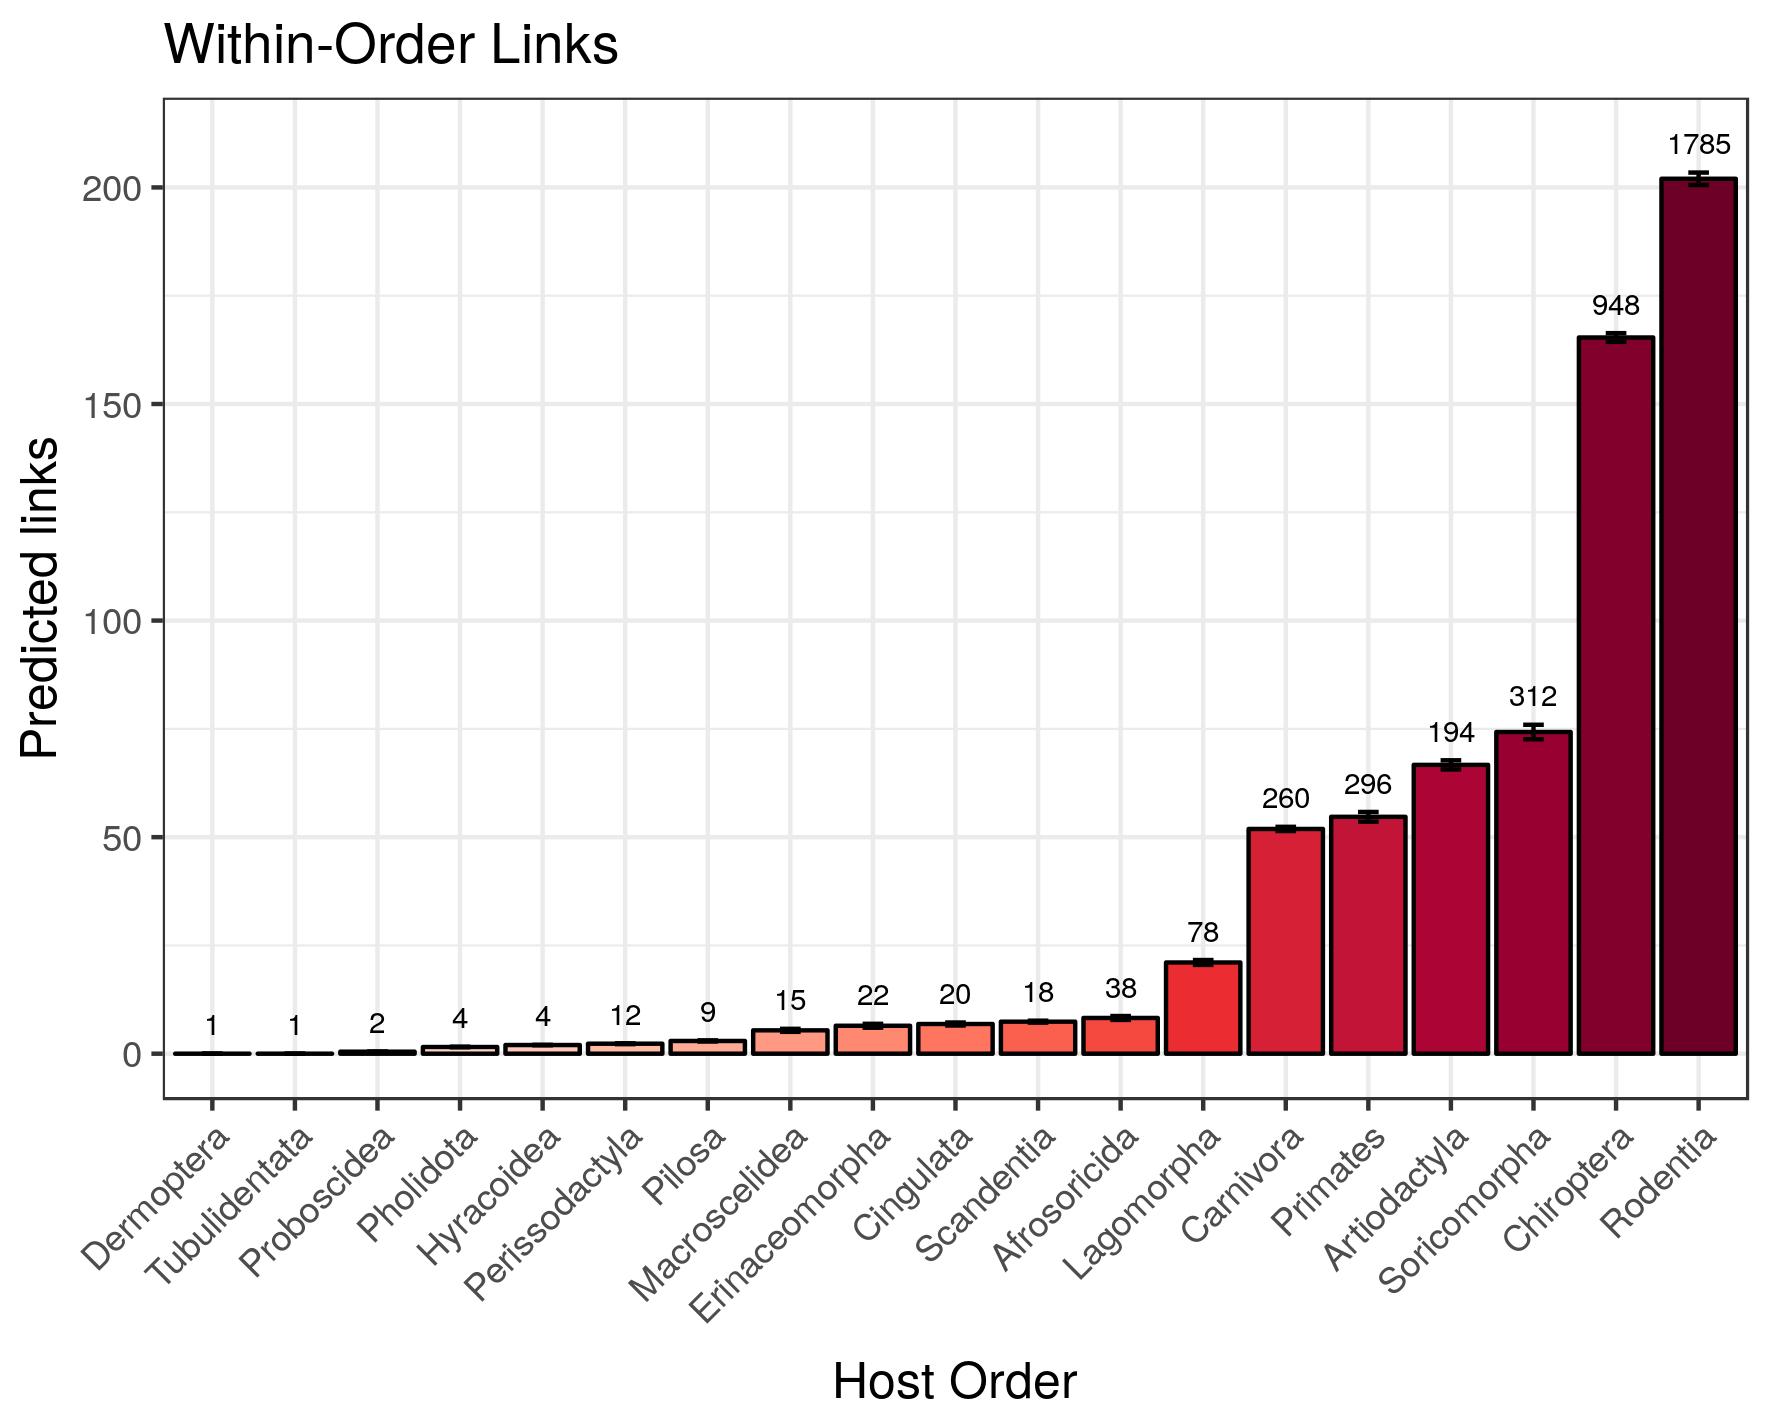 Within-Order Links
Predicted links
200
150
100
50
0
1
1
2
4
4
12
9
15
22
20
18
38
78
260
296
194
312
948
1785
Dermoptera
Tubulidentata
Proboscidea
Pholidota
Hyracoidea
Perissodactyla
Pilosa
Macroscelidea
Erinaceomorpha
Cingulata
Scandentia
Afrosoricida
Lagomorpha
Carnivora
Primates
Artiodactyla
Soricomorpha
Chiroptera
Rodentia
Host Order